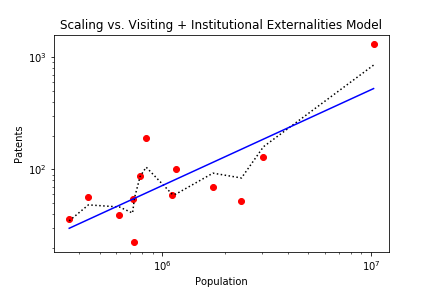 Scaling vs. Visiting + Institutional Externalities Model
10³
Patents
10²
10⁶
10⁷
Population